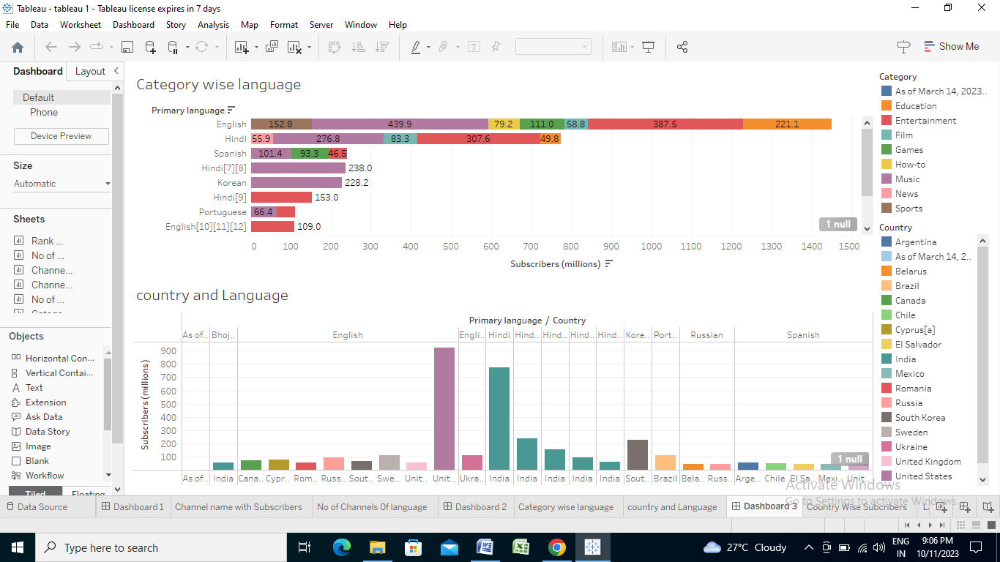 Tableau - tableau 1 - Tableau license expires in 7 days
File Data Worksheet Dashboard Story Analysis Map Format Server Window Help
Show Me
Dashboard Layout
Default
Phone
Device Preview
Size
Automatic
Sheets
Rank ...
No of ...
Channe...
Channe...
No of ...
Objects
Horizontal Con...
Vertical Contai...
Text
Extension
Ask Data
Data Story
Image
Blank
Workflow
Tiled Floating
Category wise language
Primary language
English 152.8 439.9 79.2 111.0 58.8 387.5 221.1
Hindi 55.9 276.8 83.3 307.6 49.8
Spanish 101.4 93.3 46.5
Hindi[7][8] 238.0
Korean 228.2
Hindi[9] 153.0
Portuguese 66.4
English[10][11][12] 109.0
1 null
0 100 200 300 400 500 600 700 800 900 1000 1100 1200 1300 1400 1500
Subscribers (millions)
country and Language
Primary language / Country
As of.. Bhoj.. English Engli.. Hindi Hind.. Hind.. Hind.. Hind.. Kore.. Port.. Russian Spanish
Subscribers (millions)
900
800
700
600
500
400
300
200
100
1 null
As of.. India Cana.. Cypr.. Rom.. Russ.. Sout.. Swe.. Unit.. Unit.. Ukra.. India India India India India Sout.. Brazil Bela.. Russ.. Arge.. Chile El Sa.. Mexi.. Unit..
Category
As of March 14, 2023..
Education
Entertainment
Film
Games
How-to
Music
News
Sports
Country
Argentina
As of March 14, 2..
Belarus
Brazil
Canada
Chile
Cyprus[a]
El Salvador
India
Mexico
Romania
Russia
South Korea
Sweden
Ukraine
United Kingdom
United States
Activate Windows
Go to Settings to activate Windows.
Data Source Dashboard 1 Channel name with Subscribers No of Channels Of language Dashboard 2 Category wise language country and Language Dashboard 3 Country Wise Subcribers
Type here to search
27°C Cloudy
ENG
IN
9:06 PM
10/11/2023